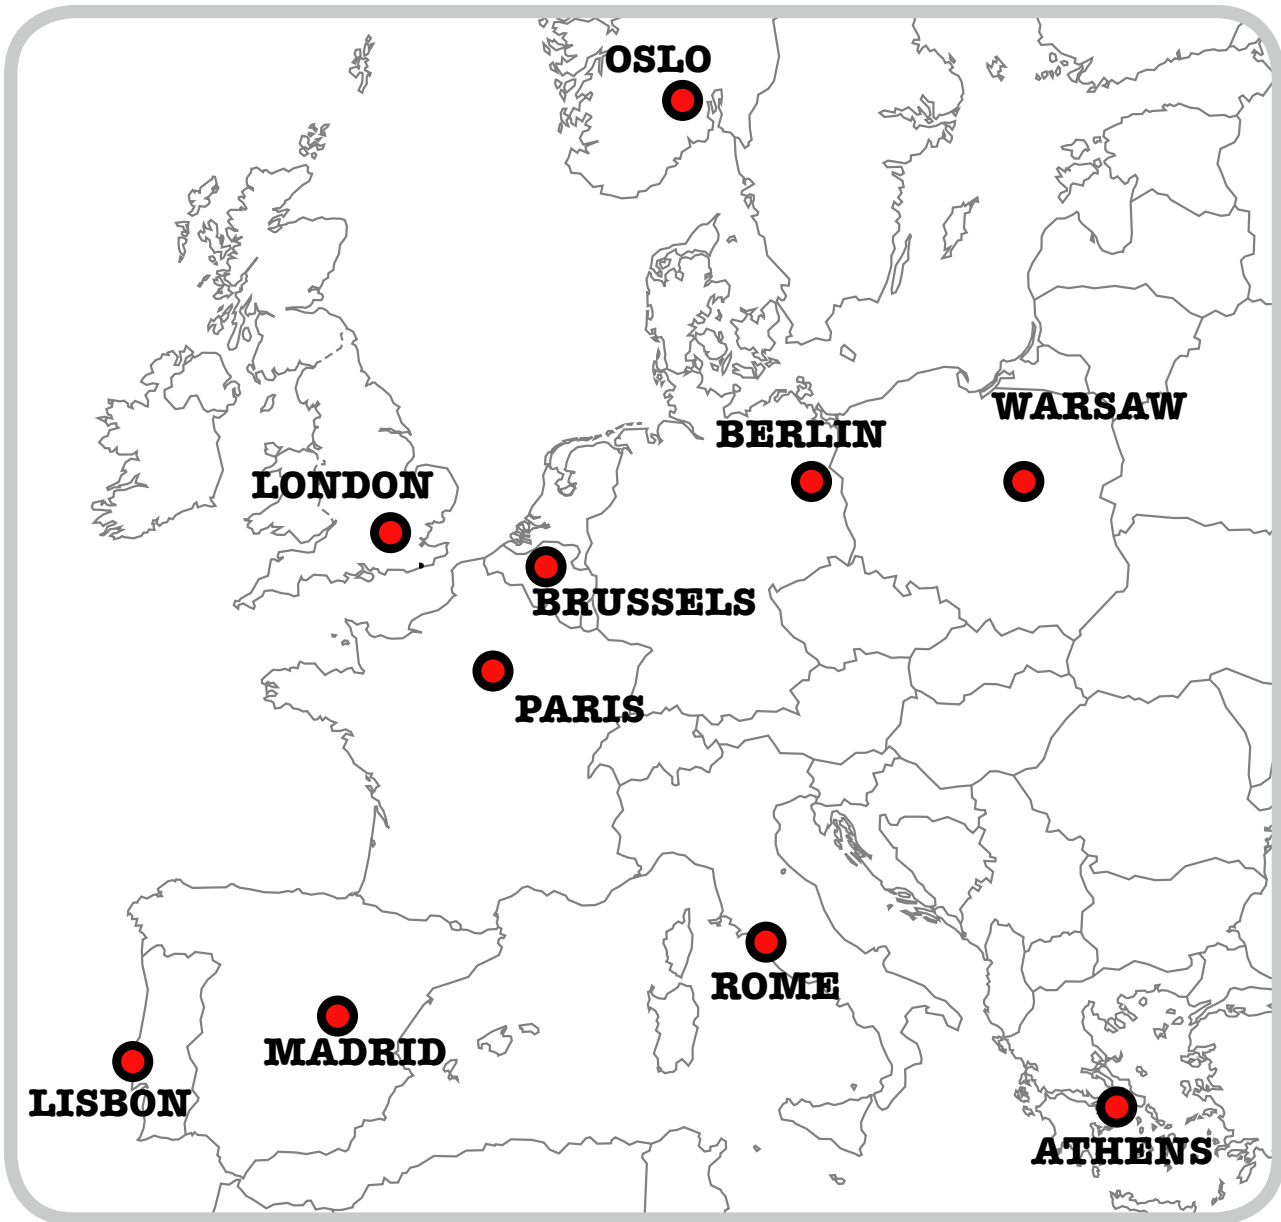 OSLO
WARSAW
BERLIN
LONDON
BRUSSELS
PARIS
ROME
MADRID
LISBON
ATHENS